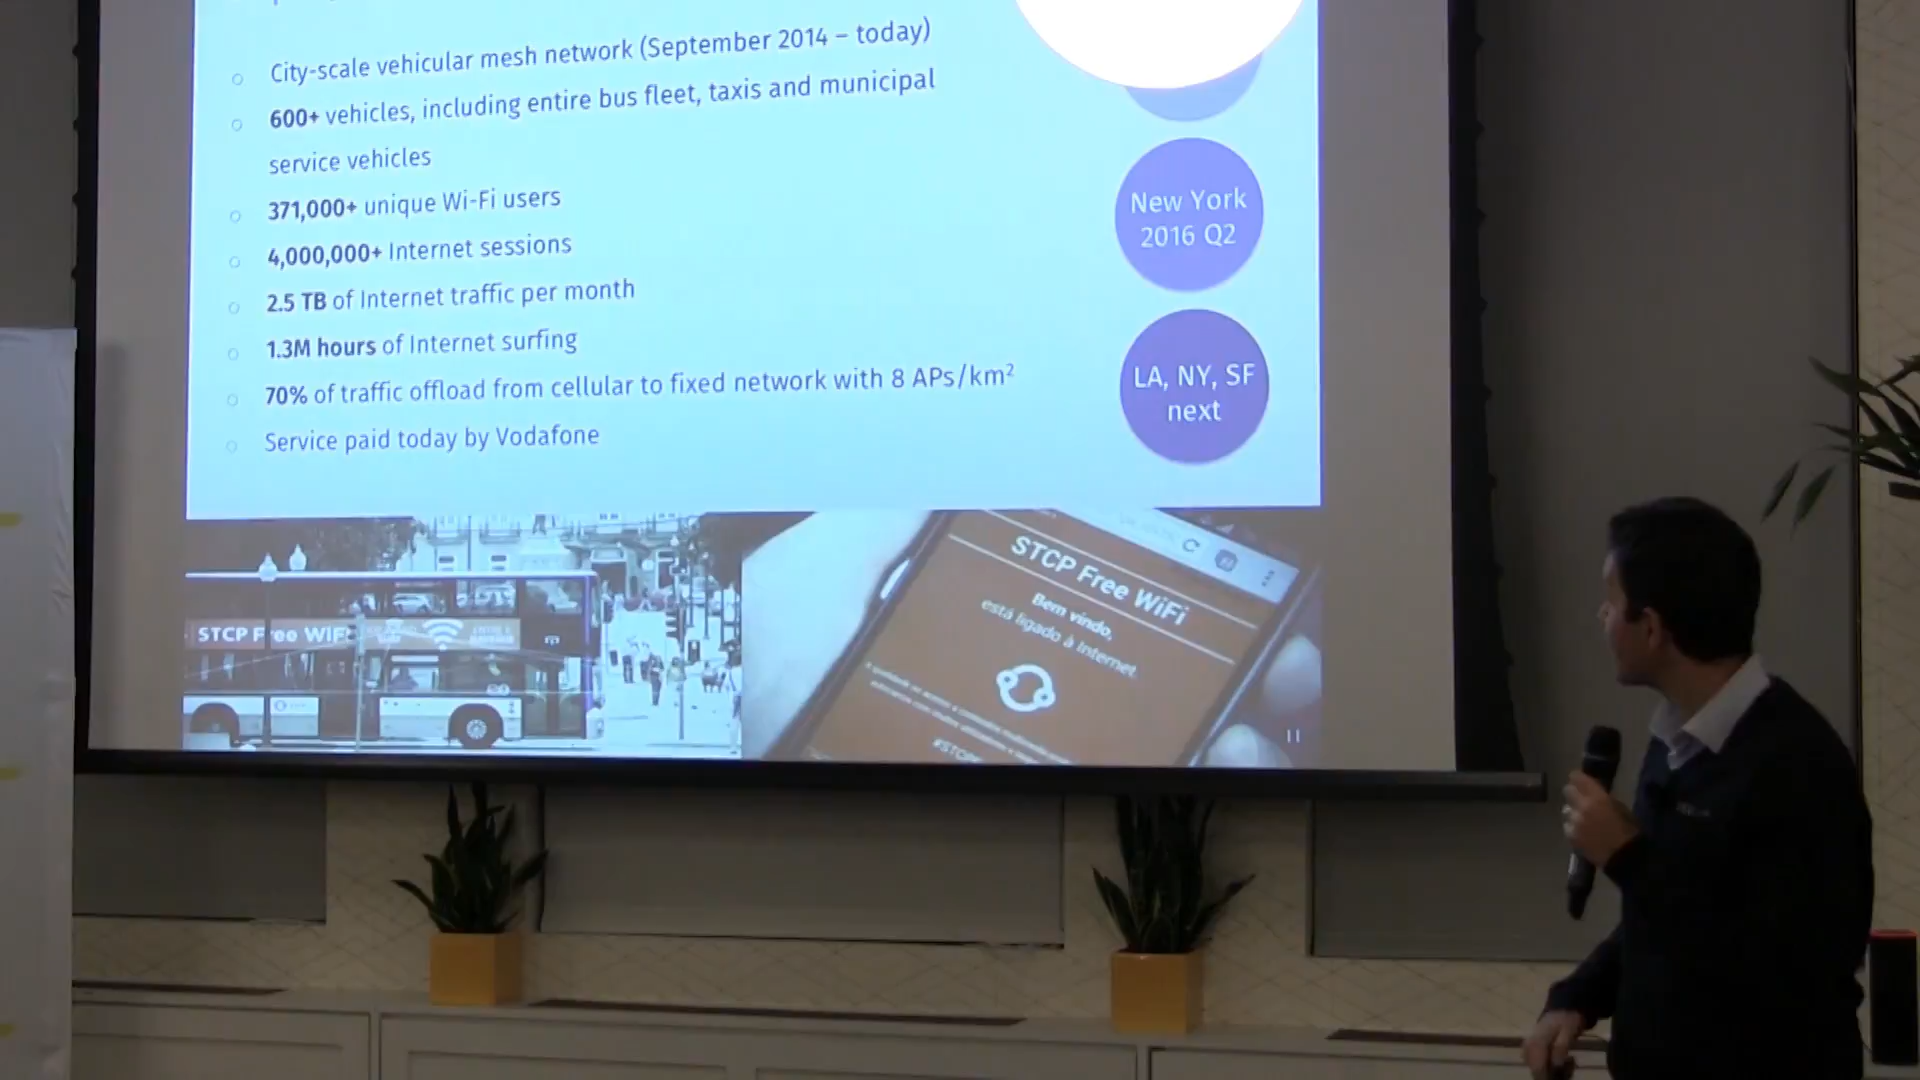 City-scale vehicular mesh network (September 2014 – today)
600+ vehicles, including entire bus fleet, taxis and municipal
service vehicles
371,000+ unique Wi-Fi users
4,000,000+ Internet sessions
2.5 TB of Internet traffic per month
1.3M hours of Internet surfing
70% of traffic offload from cellular to fixed network with 8 APs/km²
Service paid today by Vodafone
New York
2016 Q2
LA, NY, SF
next
STCP Free WiFi
STCP Free WiFi
Bem vindo,
está ligado à Internet.